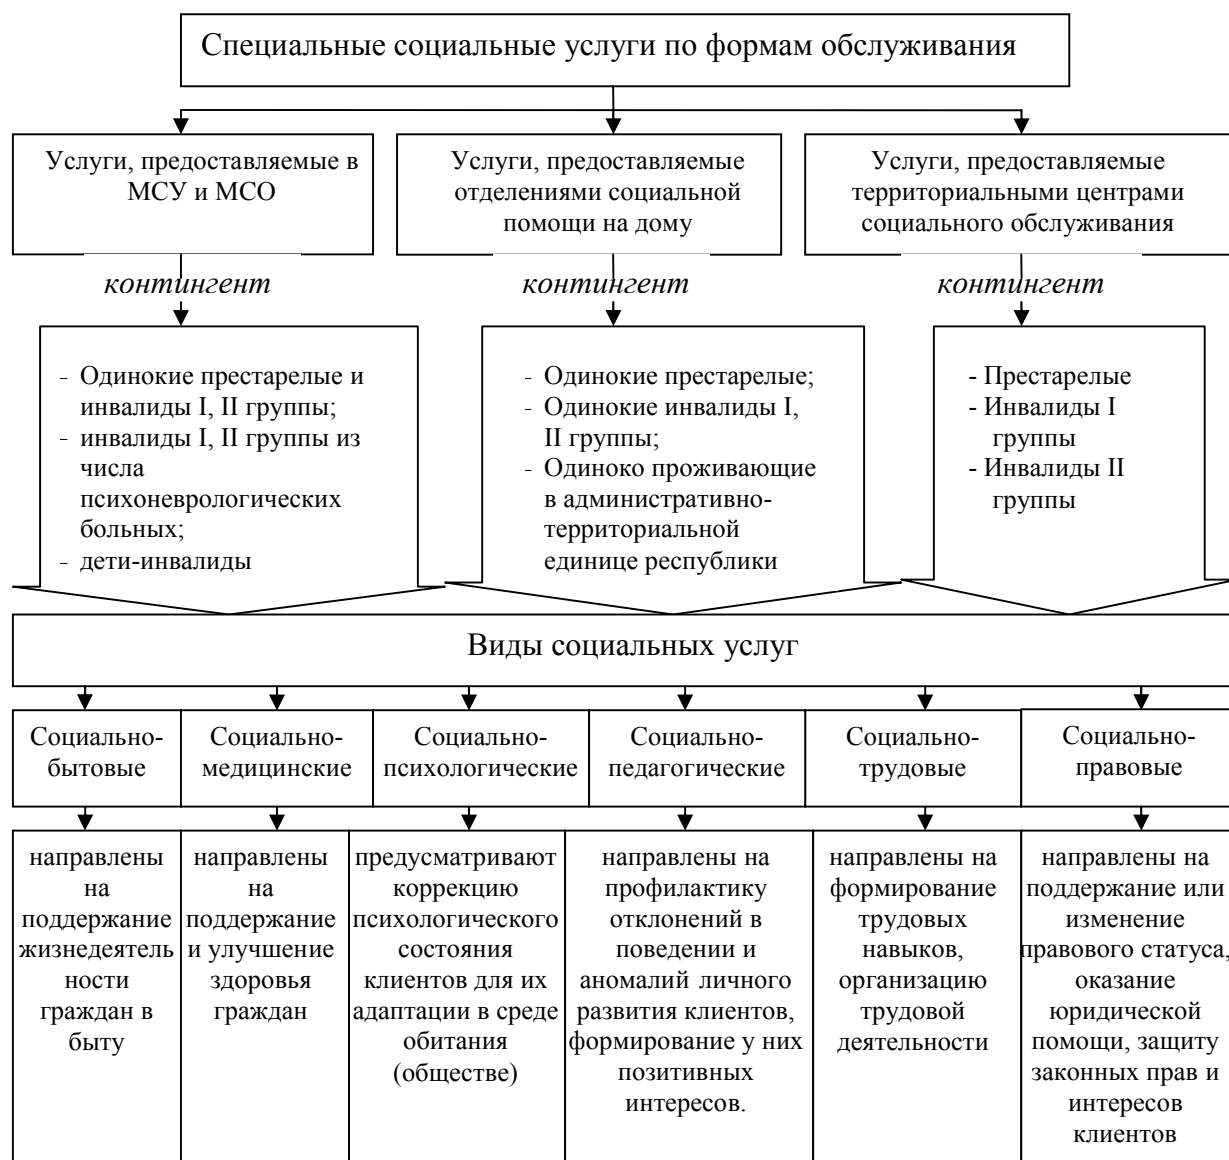 Специальные социальные услуги по формам обслуживания
Услуги, предоставляемые в
МСУ и МСО
Услуги, предоставляемые
отделениями социальной
помощи на дому
Услуги, предоставляемые
территориальными центрами
социального обслуживания
контингент
контингент
контингент
- Одинокие престарелые и
инвалиды I, II группы;
- инвалиды I, II группы из
числа
психоневрологических
больных;
- дети-инвалиды
- Одинокие престарелые;
- Одинокие инвалиды I,
II группы;
- Одиноко проживающие
в административно-
территориальной
единице республики
- Престарелые
- Инвалиды I
группы
- Инвалиды II
группы
Виды социальных услуг
Социально-
бытовые
Социально-
медицинские
Социально-
психологические
Социально-
педагогические
Социально-
трудовые
Социально-
правовые
направлены
на
поддержание
жизнедеятель
ности
граждан в
быту
направлены
на
поддержание
и улучшение
здоровья
граждан
предусматривают
коррекцию
психологического
состояния
клиентов для их
адаптации в среде
обитания
(обществе)
направлены на
профилактику
отклонений в
поведении и
аномалий личного
развития клиентов,
формирование у них
позитивных
интересов.
направлены на
формирование
трудовых
навыков,
организацию
трудовой
деятельности
направлены на
поддержание или
изменение
правового статуса,
оказание
юридической
помощи, защиту
законных прав и
интересов
клиентов